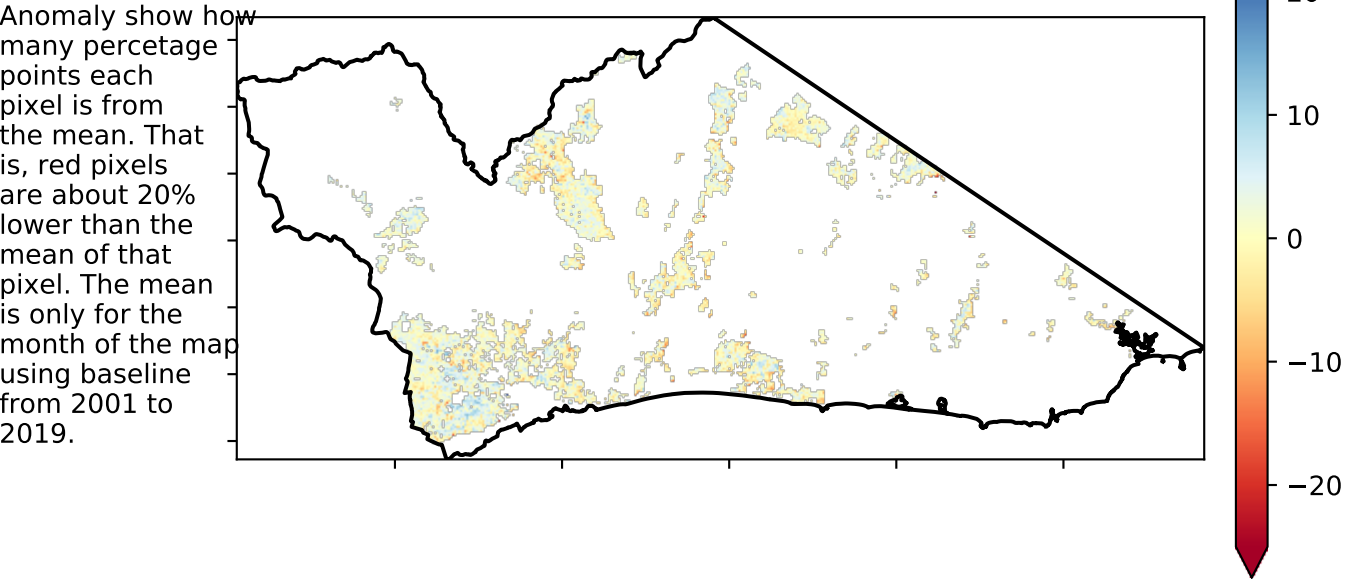 Anomaly show how
many percetage
points each
pixel is from
the mean. That
is, red pixels
are about 20%
lower than the
mean of that
pixel. The mean
is only for the
month of the map
using baseline
from 2001 to
2019.
10
0
−10
−20